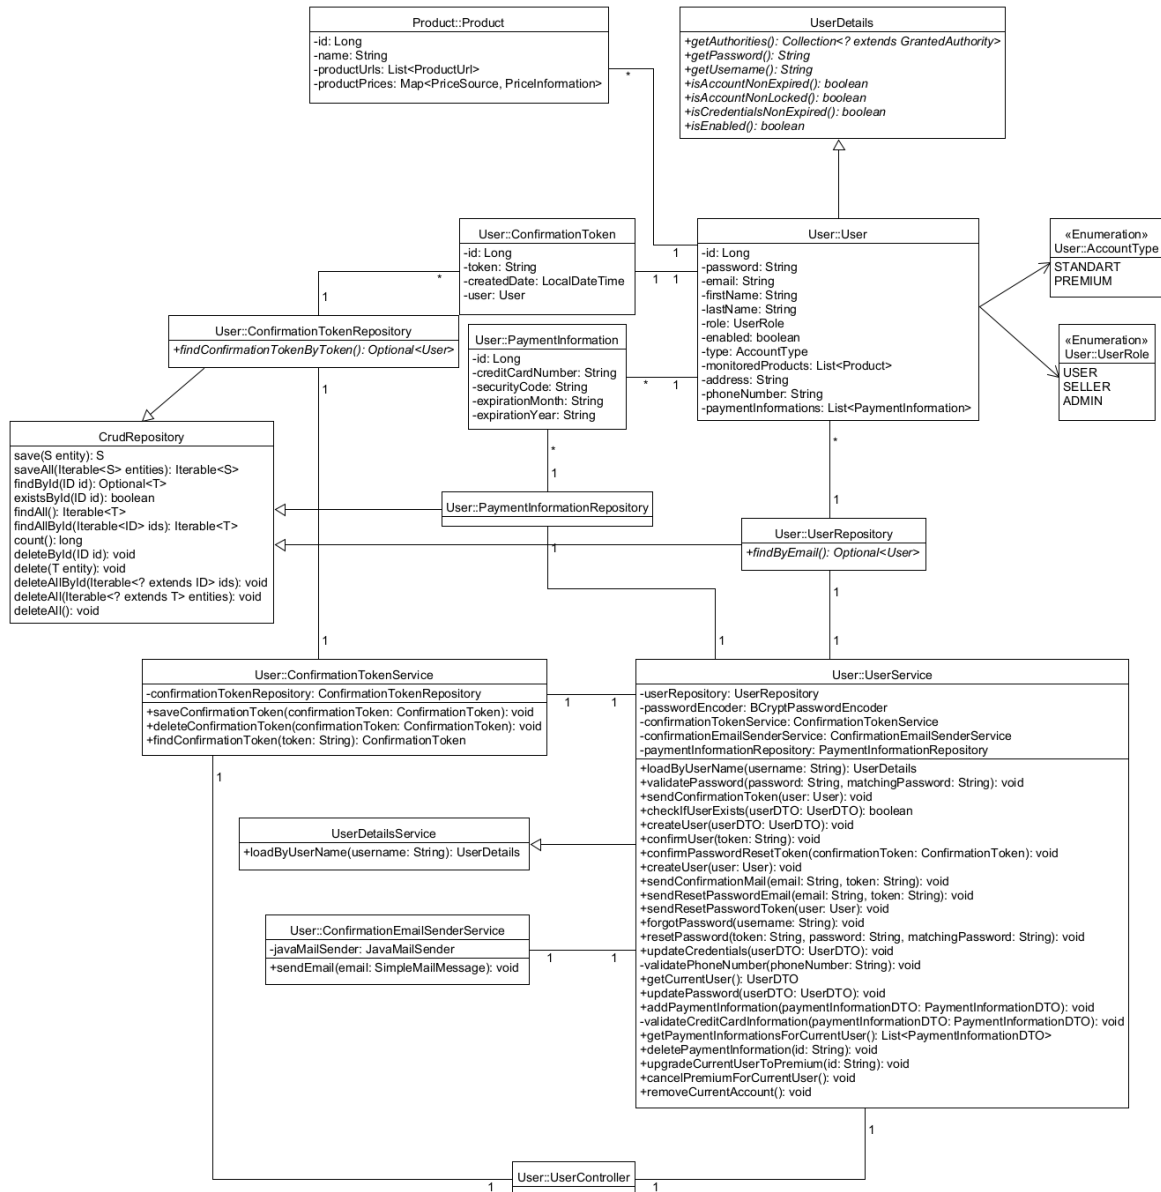 Product::Product
-id: Long
-name: String
-productUrls: List<ProductUrl>
-productPrices: Map<PriceSource, PriceInformation>
*
UserDetails
+getAuthorities(): Collection<? extends GrantedAuthority>
+getPassword(): String
+getUsername(): String
+isAccountNonExpired(): boolean
+isAccountNonLocked(): boolean
+isCredentialsNonExpired(): boolean
+isEnabled(): boolean
User::ConfirmationToken
-id: Long
-token: String
-createdDate: LocalDateTime
-user: User
*
1
1
1
1
User::User
-id: Long
-password: String
-email: String
-firstName: String
-lastName: String
-role: UserRole
-enabled: boolean
-type: AccountType
-monitoredProducts: List<Product>
-address: String
-phoneNumber: String
-paymentInformations: List<PaymentInformation>
«Enumeration»
User::AccountType
STANDART
PREMIUM
«Enumeration»
User::UserRole
USER
SELLER
ADMIN
User::ConfirmationTokenRepository
+findConfirmationTokenByToken(): Optional<User>
1
User::PaymentInformation
-id: Long
-creditCardNumber: String
-securityCode: String
-expirationMonth: String
-expirationYear: String
*
1
*
1
*
1
CrudRepository
save(S entity): S
saveAll(Iterable<S> entities): Iterable<S>
findById(ID id): Optional<T>
existsById(ID id): boolean
findAll(): Iterable<T>
findAllById(Iterable<ID> ids): Iterable<T>
count(): long
deleteById(ID id): void
delete(T entity): void
deleteAllById(Iterable<? extends ID> ids): void
deleteAll(Iterable<? extends T> entities): void
deleteAll(): void
User::PaymentInformationRepository
1
User::UserRepository
+findByEmail(): Optional<User>
1
1
1
1
User::ConfirmationTokenService
-confirmationTokenRepository: ConfirmationTokenRepository
+saveConfirmationToken(confirmationToken: ConfirmationToken): void
+deleteConfirmationToken(confirmationToken: ConfirmationToken): void
+findConfirmationToken(token: String): ConfirmationToken
1
1
1
User::UserService
-userRepository: UserRepository
-passwordEncoder: BCryptPasswordEncoder
-confirmationTokenService: ConfirmationTokenService
-confirmationEmailSenderService: ConfirmationEmailSenderService
-paymentInformationRepository: PaymentInformationRepository
+loadByUserName(username: String): UserDetails
+validatePassword(password: String, matchingPassword: String): void
+sendConfirmationToken(user: User): void
+checkIfUserExists(userDTO: UserDTO): boolean
+createUser(userDTO: UserDTO): void
+confirmUser(token: String): void
+confirmPasswordResetToken(confirmationToken: ConfirmationToken): void
+createUser(user: User): void
+sendConfirmationMail(email: String, token: String): void
+sendResetPasswordEmail(email: String, token: String): void
+sendResetPasswordToken(user: User): void
+forgotPassword(username: String): void
+resetPassword(token: String, password: String, matchingPassword: String): void
+updateCredentials(userDTO: UserDTO): void
-validatePhoneNumber(phoneNumber: String): void
+getCurrentUser(): UserDTO
+updatePassword(userDTO: UserDTO): void
+addPaymentInformation(paymentInformationDTO: PaymentInformationDTO): void
-validateCreditCardInformation(paymentInformationDTO: PaymentInformationDTO): void
+getPaymentInformationsForCurrentUser(): List<PaymentInformationDTO>
+deletePaymentInformation(id: String): void
+upgradeCurrentUserToPremium(id: String): void
+cancelPremiumForCurrentUser(): void
+removeCurrentAccount(): void
UserDetailsService
+loadByUserName(username: String): UserDetails
User::ConfirmationEmailSenderService
-javaMailSender: JavaMailSender
+sendEmail(email: SimpleMailMessage): void
1
1
1
User::UserController
1
1